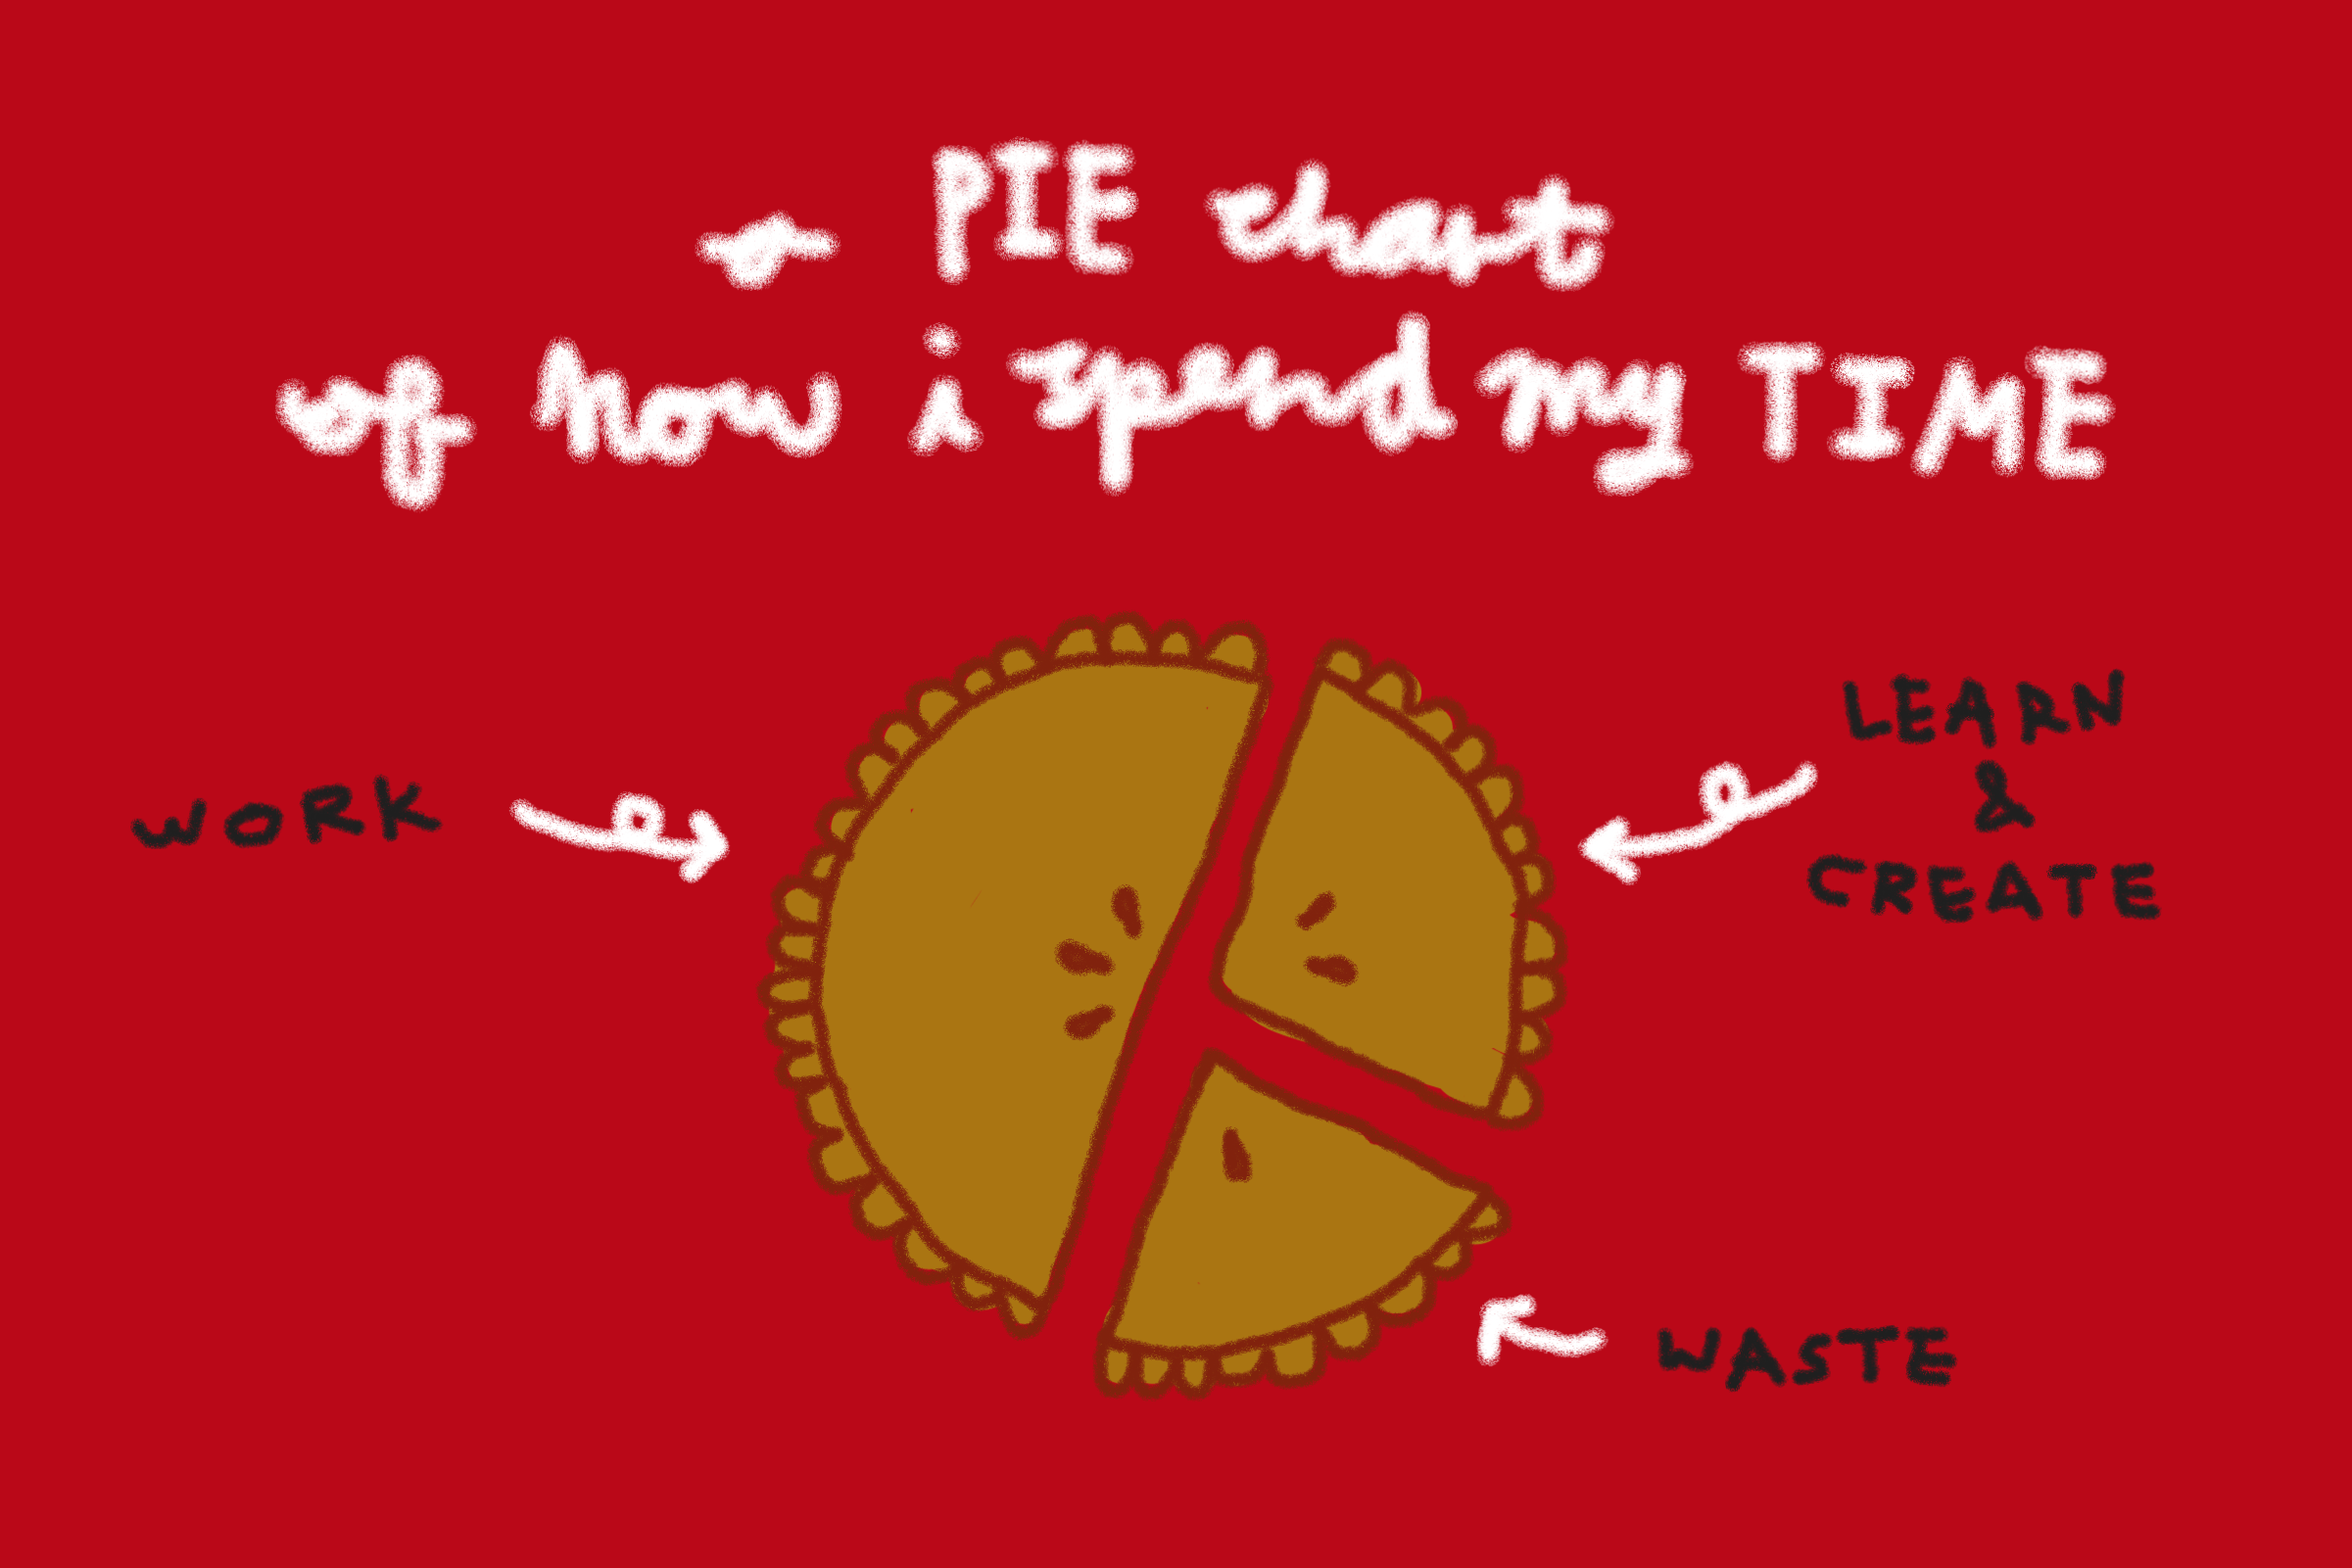 a PIE chart
of how i spend my TIME
WORK
LEARN
&
CREATE
WASTE